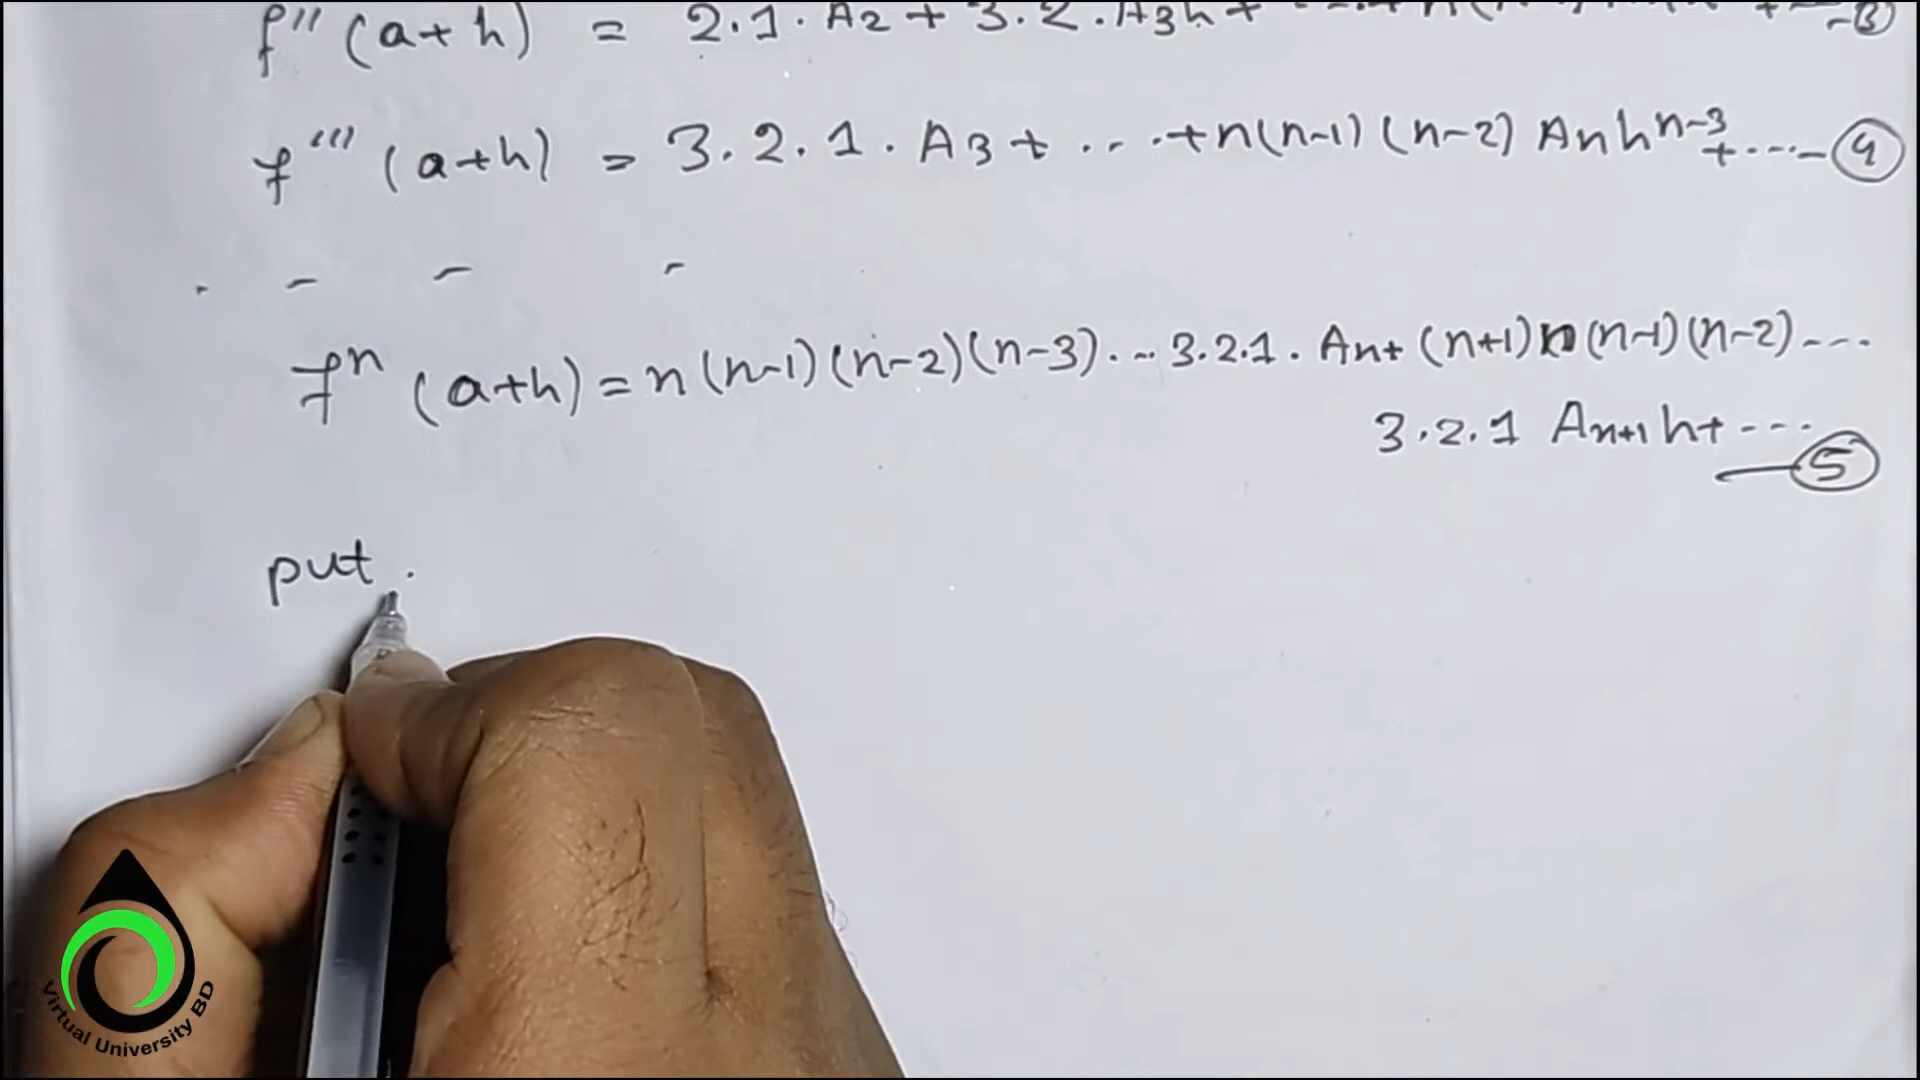 f''(a+h) = 2.1.A2 + 3.2.A3h +
f'''(a+h) = 3.2.1.A3 + ... + n(n-1)(n-2) An h^n-3 + .... - (4)
. - - -
f^n (a+h) = n(n-1)(n-2)(n-3)... 3.2.1. An + (n+1) n (n-1)(n-2)----
3.2.1 An+1 h + ---- (5)
put .
Virtual University BD